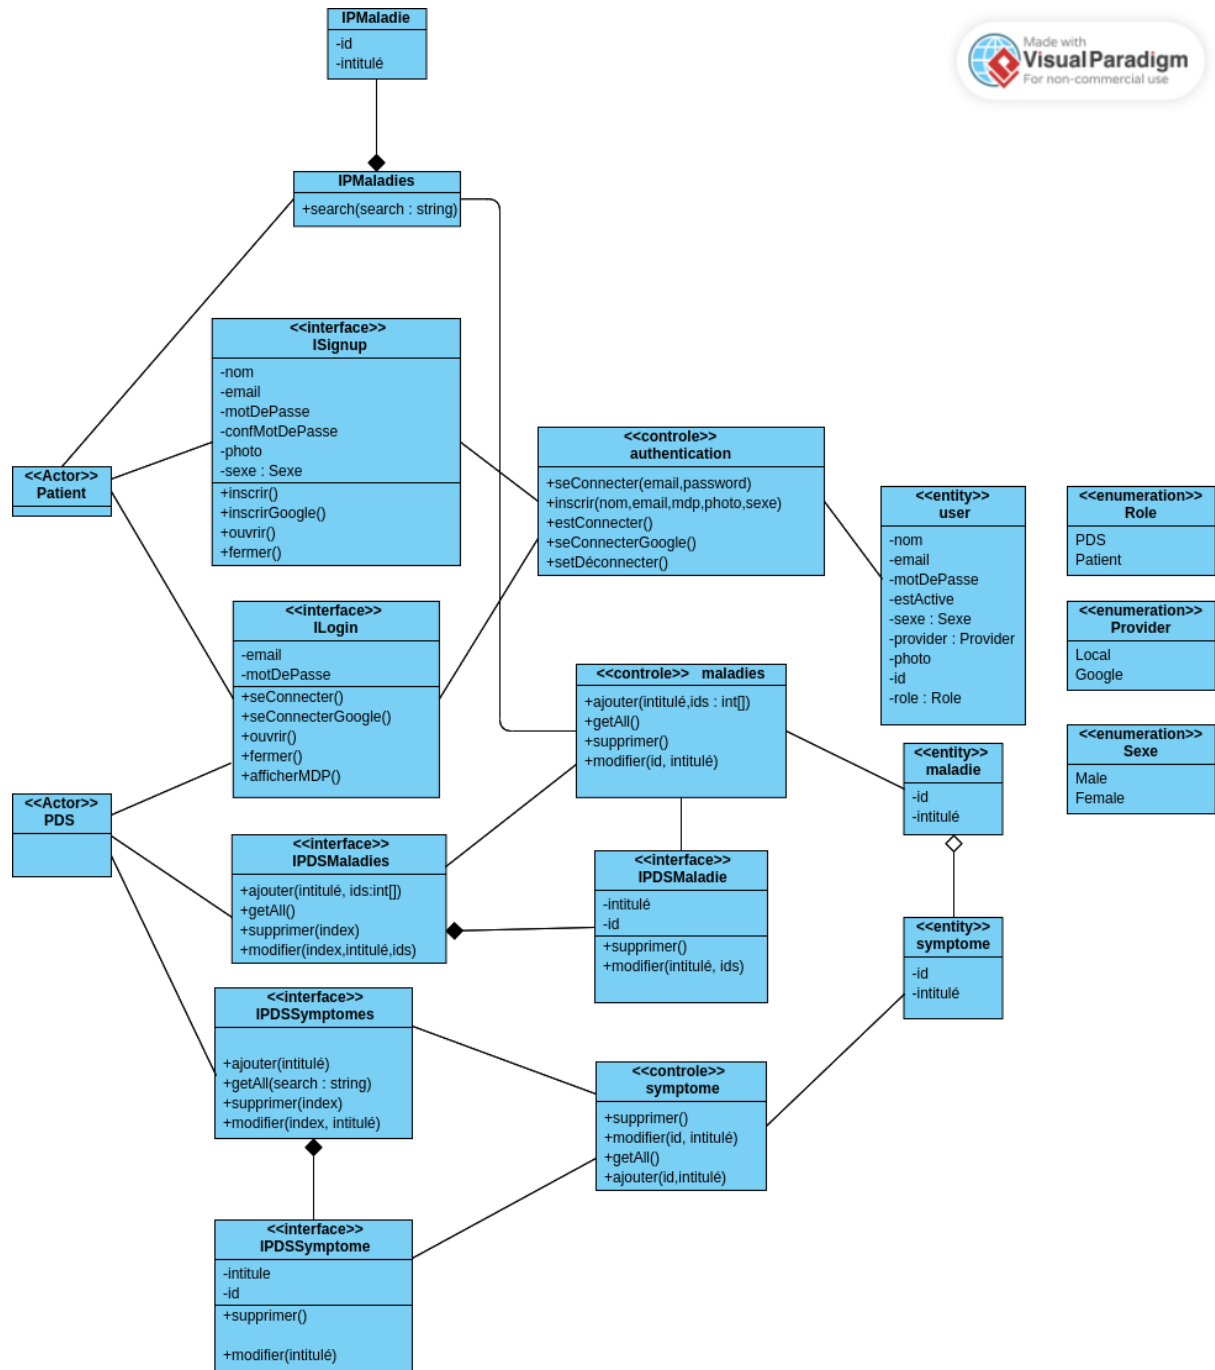 IPMaladie
-id
-intitulé
Made with
VisualParadigm
For non-commercial use
IPMaladies
+search(search : string)
<<interface>>
ISignup
-nom
-email
-motDePasse
-confMotDePasse
-photo
-sexe : Sexe
+inscrir()
+inscrirGoogle()
+ouvrir()
+fermer()
<<Actor>>
Patient
<<controle>>
authentication
+seConnecter(email,password)
+inscrir(nom,email,mdp,photo,sexe)
+estConnecter()
+seConnecterGoogle()
+setDéconnecter()
<<entity>>
user
-nom
-email
-motDePasse
-estActive
-sexe : Sexe
-provider : Provider
-photo
-id
-role : Role
<<enumeration>>
Role
PDS
Patient
<<enumeration>>
Provider
Local
Google
<<enumeration>>
Sexe
Male
Female
<<interface>>
ILogin
-email
-motDePasse
+seConnecter()
+seConnecterGoogle()
+ouvrir()
+fermer()
+afficherMDP()
<<controle>> maladies
+ajouter(intitulé,ids : int[])
+getAll()
+supprimer()
+modifier(id, intitulé)
<<entity>>
maladie
-id
-intitulé
<<Actor>>
PDS
<<interface>>
IPDSMaladies
+ajouter(intitulé, ids:int[])
+getAll()
+supprimer(index)
+modifier(index,intitulé,ids)
<<interface>>
IPDSMaladie
-intitulé
-id
+supprimer()
+modifier(intitulé, ids)
<<entity>>
symptome
-id
-intitulé
<<interface>>
IPDSSymptomes
+ajouter(intitulé)
+getAll(search : string)
+supprimer(index)
+modifier(index, intitulé)
<<controle>>
symptome
+supprimer()
+modifier(id, intitulé)
+getAll()
+ajouter(id,intitulé)
<<interface>>
IPDSSymptome
-intitule
-id
+supprimer()
+modifier(intitulé)